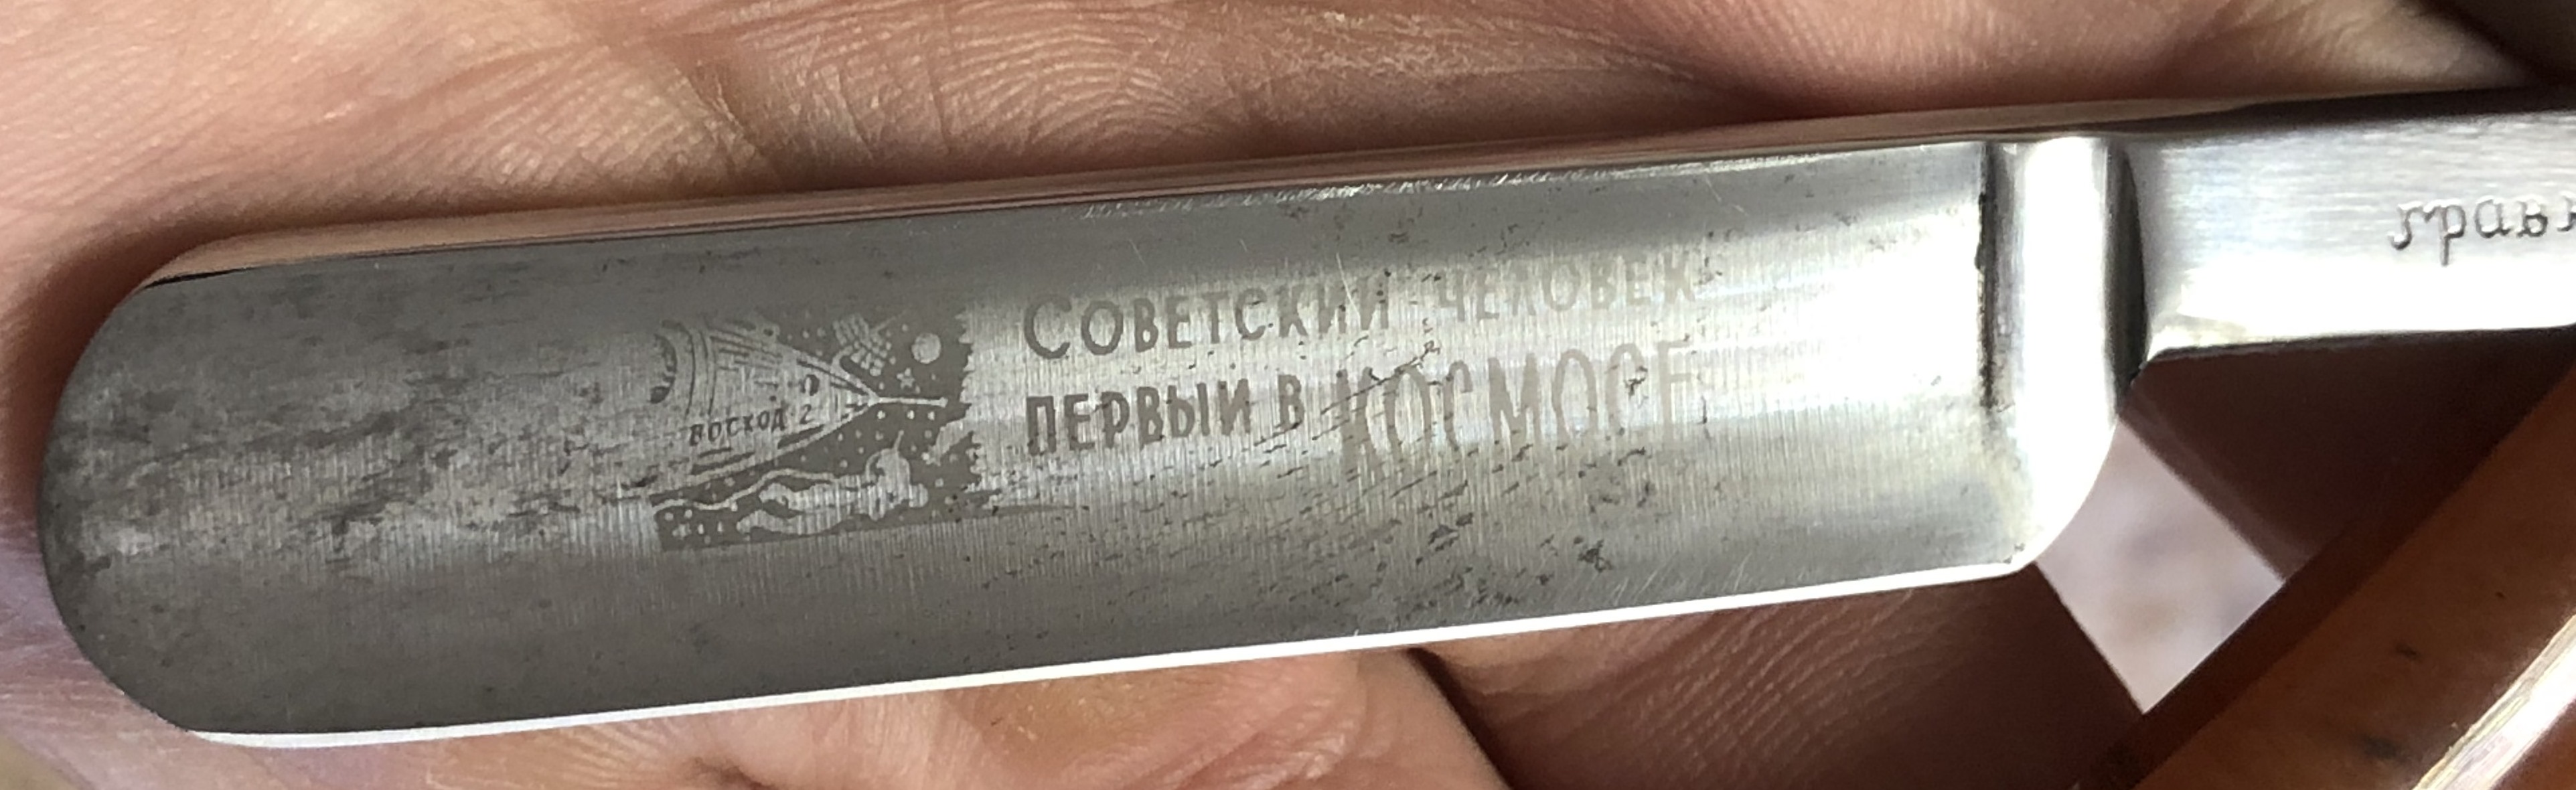 СОВЕТСКИЙ ЧЕЛОВЕК
ПЕРВЫЙ В КОСМОСЕ
ВОСХОД 2